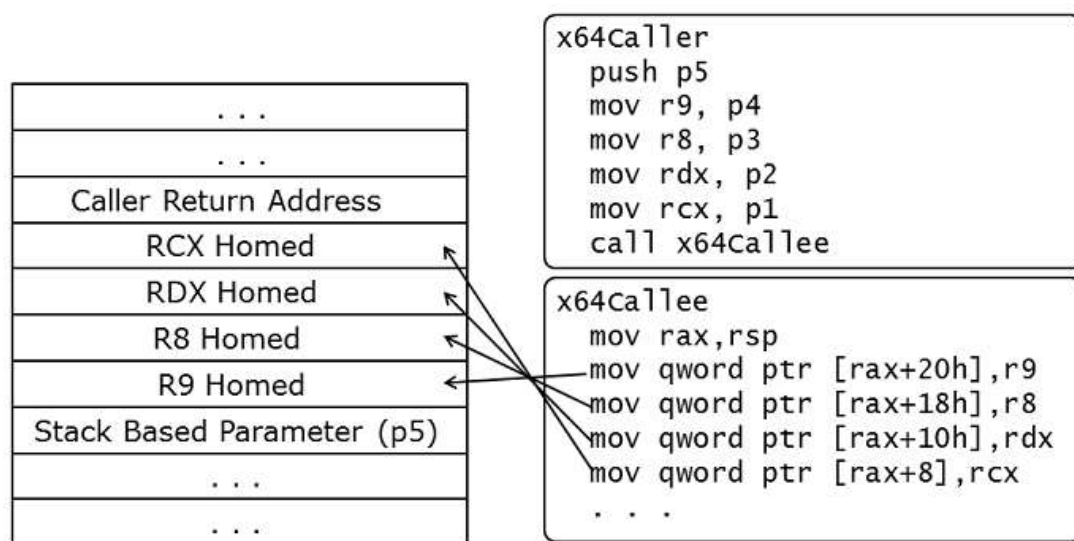 . . .
. . .
Caller Return Address
RCX Homed
RDX Homed
R8 Homed
R9 Homed
Stack Based Parameter (p5)
. . .
. . .
x64Caller
push p5
mov r9, p4
mov r8, p3
mov rdx, p2
mov rcx, p1
call x64Callee
x64Callee
mov rax,rsp
mov qword ptr [rax+20h],r9
mov qword ptr [rax+18h],r8
mov qword ptr [rax+10h],rdx
mov qword ptr [rax+8],rcx
. . .